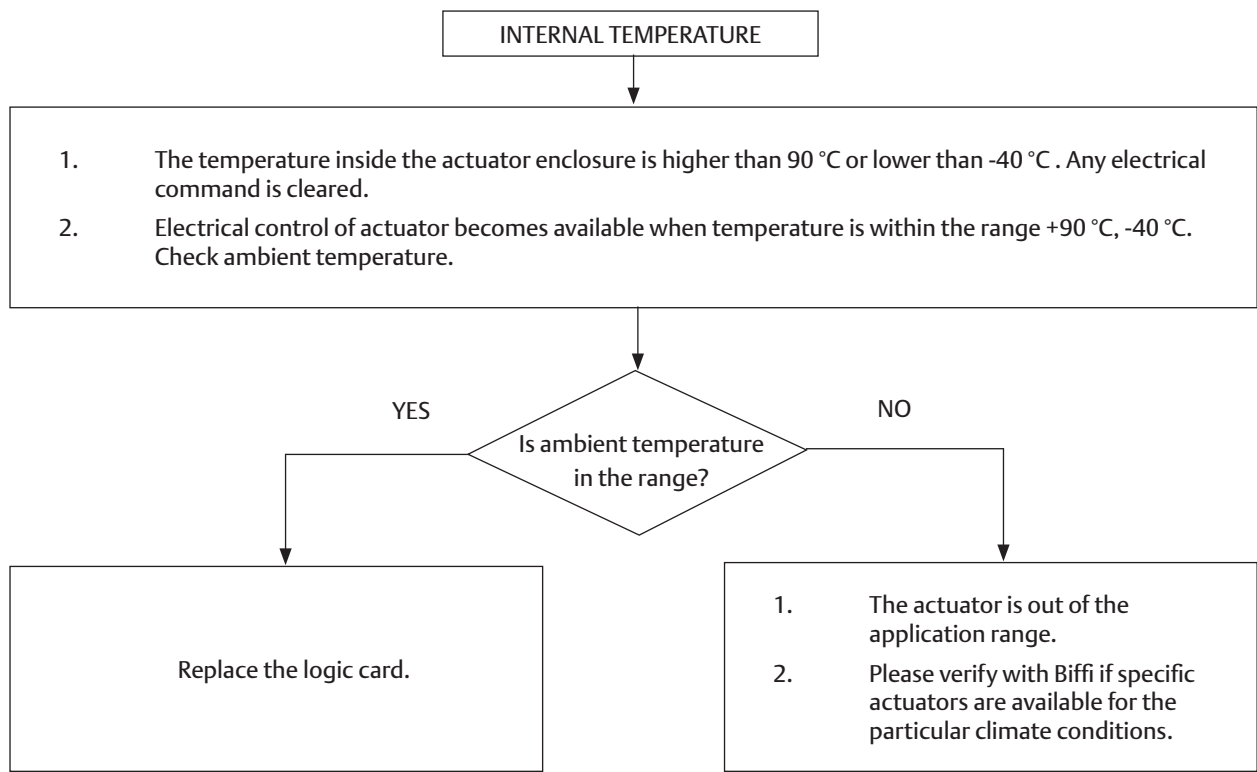 INTERNAL TEMPERATURE
1. The temperature inside the actuator enclosure is higher than 90 °C or lower than -40 °C . Any electrical
command is cleared.
2. Electrical control of actuator becomes available when temperature is within the range +90 °C, -40 °C.
Check ambient temperature.
YES
NO
Is ambient temperature
in the range?
Replace the logic card.
1. The actuator is out of the
application range.
2. Please verify with Biffi if specific
actuators are available for the
particular climate conditions.